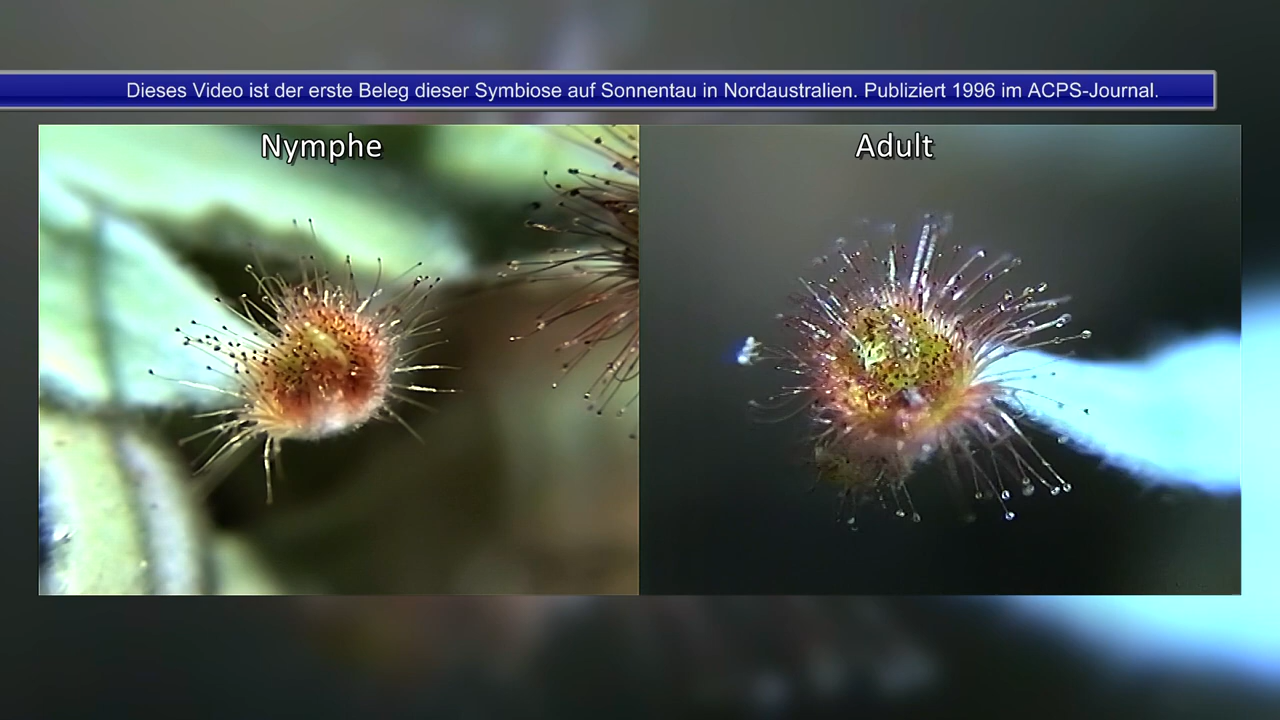 Dieses Video ist der erste Beleg dieser Symbiose auf Sonnentau in Nordaustralien. Publiziert 1996 im ACPS-Journal.
Nymphe
Adult